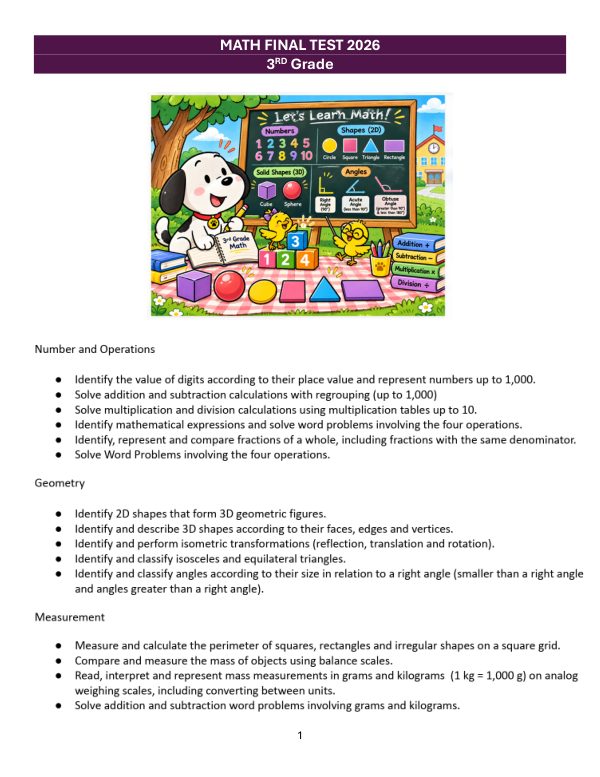 MATH FINAL TEST 2026
3RD Grade
Let's Learn Math!
Numbers
1 2 3 4 5
6 7 8 9 10
Shapes (2D)
Circle Square Triangle Rectangle
Solid Shapes (3D)
Cube Sphere
Angles
Right Angle (90°)
Acute Angle (less than 90°)
Obtuse Angle (greater than 90° & less than 180°)
3rd Grade
Math
3
1 2 4
Addition +
Subtraction −
Multiplication ×
Division ÷
Number and Operations
● Identify the value of digits according to their place value and represent numbers up to 1,000.
● Solve addition and subtraction calculations with regrouping (up to 1,000)
● Solve multiplication and division calculations using multiplication tables up to 10.
● Identify mathematical expressions and solve word problems involving the four operations.
● Identify, represent and compare fractions of a whole, including fractions with the same denominator.
● Solve Word Problems involving the four operations.
Geometry
● Identify 2D shapes that form 3D geometric figures.
● Identify and describe 3D shapes according to their faces, edges and vertices.
● Identify and perform isometric transformations (reflection, translation and rotation).
● Identify and classify isosceles and equilateral triangles.
● Identify and classify angles according to their size in relation to a right angle (smaller than a right angle
and angles greater than a right angle).
Measurement
● Measure and calculate the perimeter of squares, rectangles and irregular shapes on a square grid.
● Compare and measure the mass of objects using balance scales.
● Read, interpret and represent mass measurements in grams and kilograms (1 kg = 1,000 g) on analog
weighing scales, including converting between units.
● Solve addition and subtraction word problems involving grams and kilograms.
1